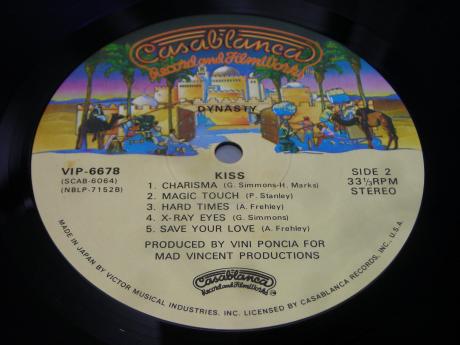 Casablanca
Record and FilmWorks
DYNASTY
VIP-6678
(SCAB-6064)
(NBLP-7152B)
SIDE 2
33⅓RPM
STEREO
KISS
1. CHARISMA (G. Simmons-H. Marks)
2. MAGIC TOUCH (P. Stanley)
3. HARD TIMES (A. Frehley)
4. X-RAY EYES (G. Simmons)
5. SAVE YOUR LOVE (A. Frehley)
PRODUCED BY VINI PONCIA FOR
MAD VINCENT PRODUCTIONS
Casablanca
Record and FilmWorks
MADE IN JAPAN BY VICTOR MUSICAL INDUSTRIES, INC. LICENSED BY CASABLANCA RECORDS, INC., U.S.A.